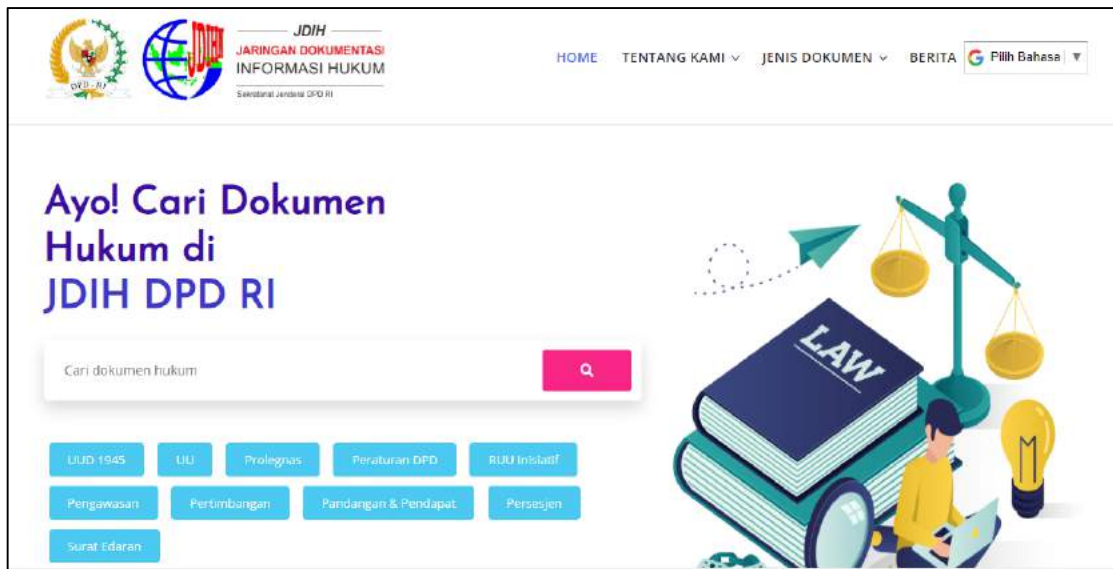 DPD - RI
JDIHN
JDIH
JARINGAN DOKUMENTASI
INFORMASI HUKUM
Sekretariat Jenderal DPD RI
HOME TENTANG KAMI JENIS DOKUMEN BERITA G Pilih Bahasa ▼
Ayo! Cari Dokumen
Hukum di
JDIH DPD RI
Cari dokumen hukum
UUD 1945 UU Prolegnas Peraturan DPD RUU Inisiatif
Pengawasan Pertimbangan Pandangan & Pendapat Persesjen
Surat Edaran
LAW